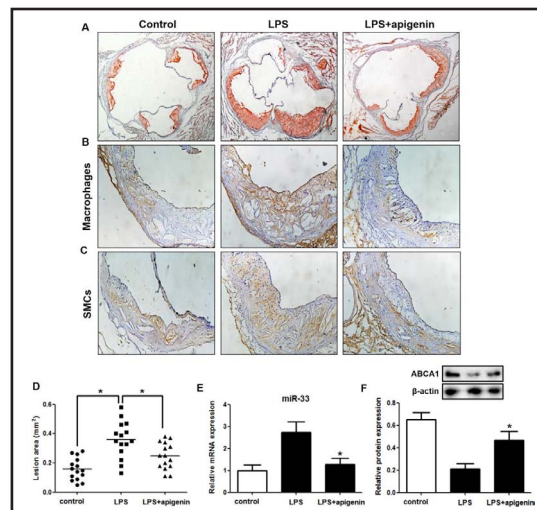 Control LPS LPS+apigenin
A
B
Macrophages
C
SMCs
D
* *
Lesion area (mm²)
0.6
0.4
0.2
0.0
control LPS LPS+apigenin
E
miR-33
Relative mRNA expression
4
3
2
1
0
*
control LPS LPS+apigenin
ABCA1
β-actin
F
Relative protein expression
0.8
0.6
0.4
0.2
0.0
*
control LPS LPS+apigenin